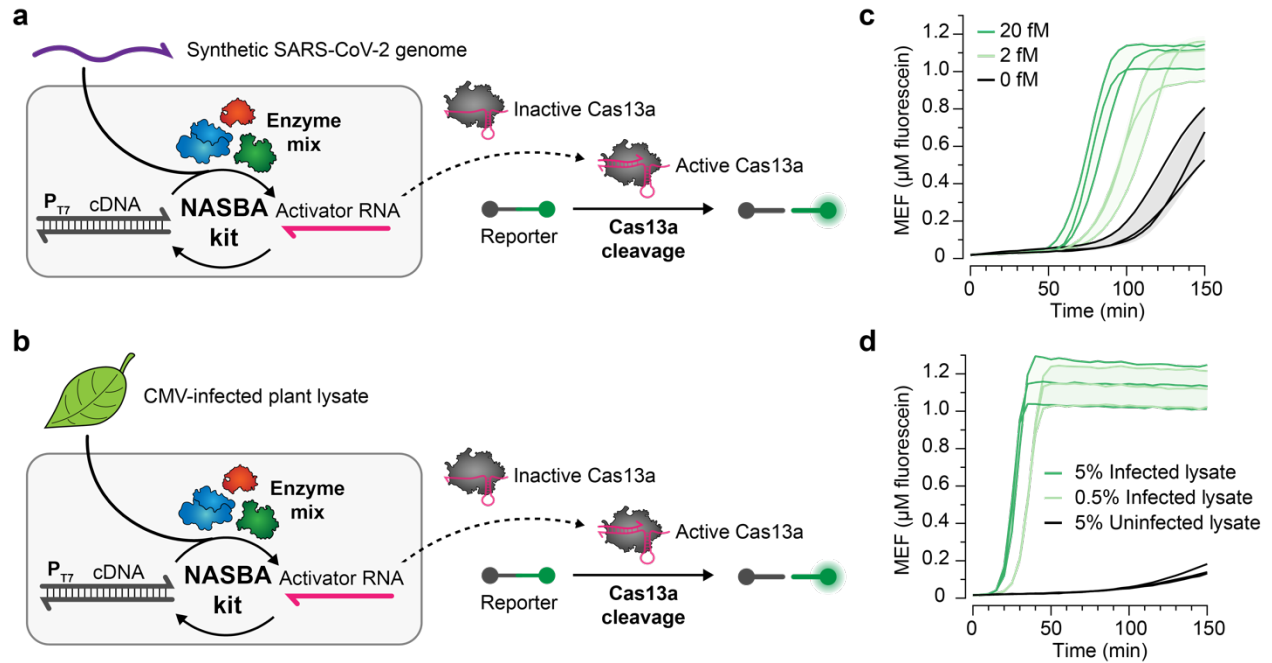 a
Synthetic SARS-CoV-2 genome
Enzyme
mix
PT7 cDNA
NASBA
kit
Activator RNA
Inactive Cas13a
Active Cas13a
Reporter
Cas13a
cleavage
b
CMV-infected plant lysate
Enzyme
mix
PT7 cDNA
NASBA
kit
Activator RNA
Inactive Cas13a
Active Cas13a
Reporter
Cas13a
cleavage
c
MEF (µM fluorescein)
1.2
1.0
0.8
0.6
0.4
0.2
0
20 fM
2 fM
0 fM
0 50 100 150
Time (min)
d
MEF (µM fluorescein)
1.2
1.0
0.8
0.6
0.4
0.2
0
5% Infected lysate
0.5% Infected lysate
5% Uninfected lysate
0 50 100 150
Time (min)